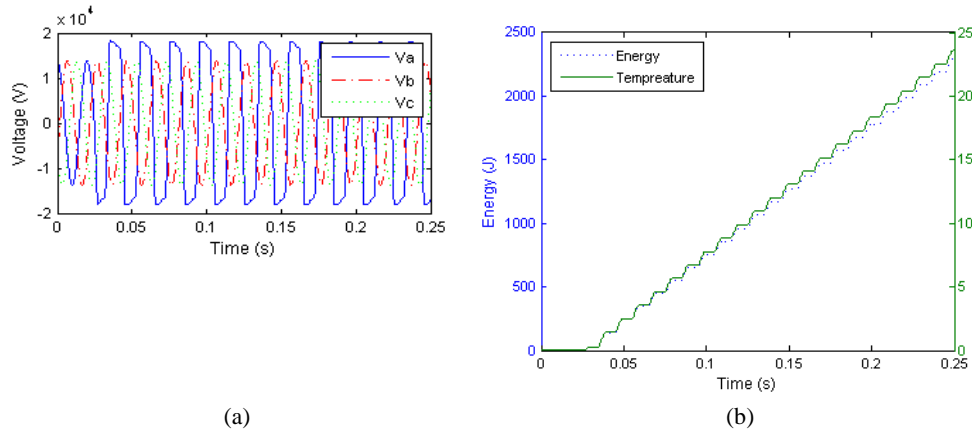 x 10⁴
2
1
0
-1
-2
Voltage (V)
Va
Vb
Vc
0
0.05
0.1
0.15
0.2
0.25
Time (s)
(a)
2500
2000
1500
1000
500
0
Energy (J)
Energy
Tempreature
25
20
15
10
5
0
0
0.05
0.1
0.15
0.2
0.25
Time (s)
(b)